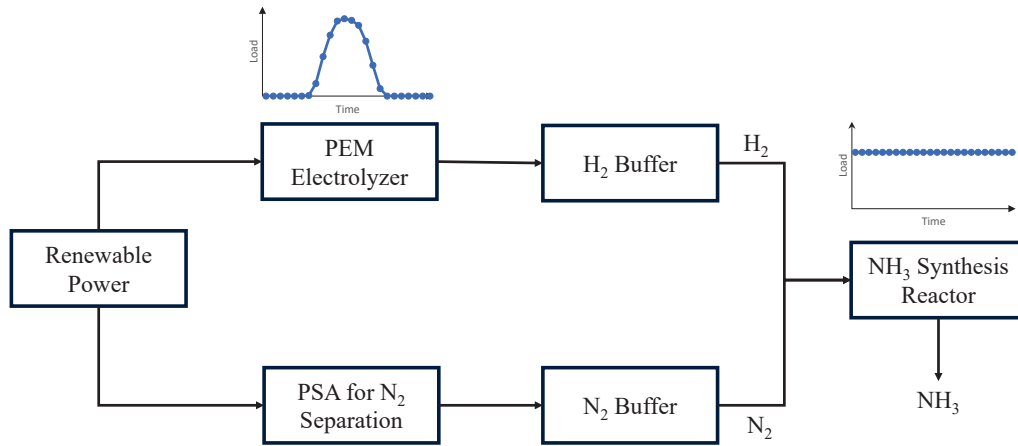 Load
Time
PEM
Electrolyzer
H₂ Buffer
H₂
Load
Time
Renewable
Power
NH₃ Synthesis
Reactor
PSA for N₂
Separation
N₂ Buffer
N₂
NH₃